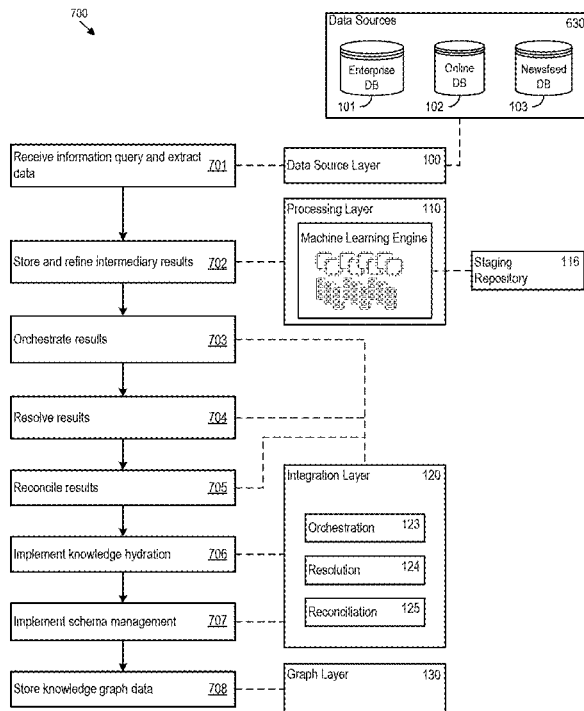 700
Data Sources 630
Enterprise
DB
Online
DB
Newsfeed
DB
101
102
103
Receive information query and extract
data 701
Data Source Layer 100
Processing Layer 110
Machine Learning Engine
Store and refine intermediary results 702
Staging
Repository 116
Orchestrate results 703
Resolve results 704
Reconcile results 705
Integration Layer 120
Orchestration 123
Implement knowledge hydration 706
Resolution 124
Reconciliation 125
Implement schema management 707
Store knowledge graph data 708
Graph Layer 130